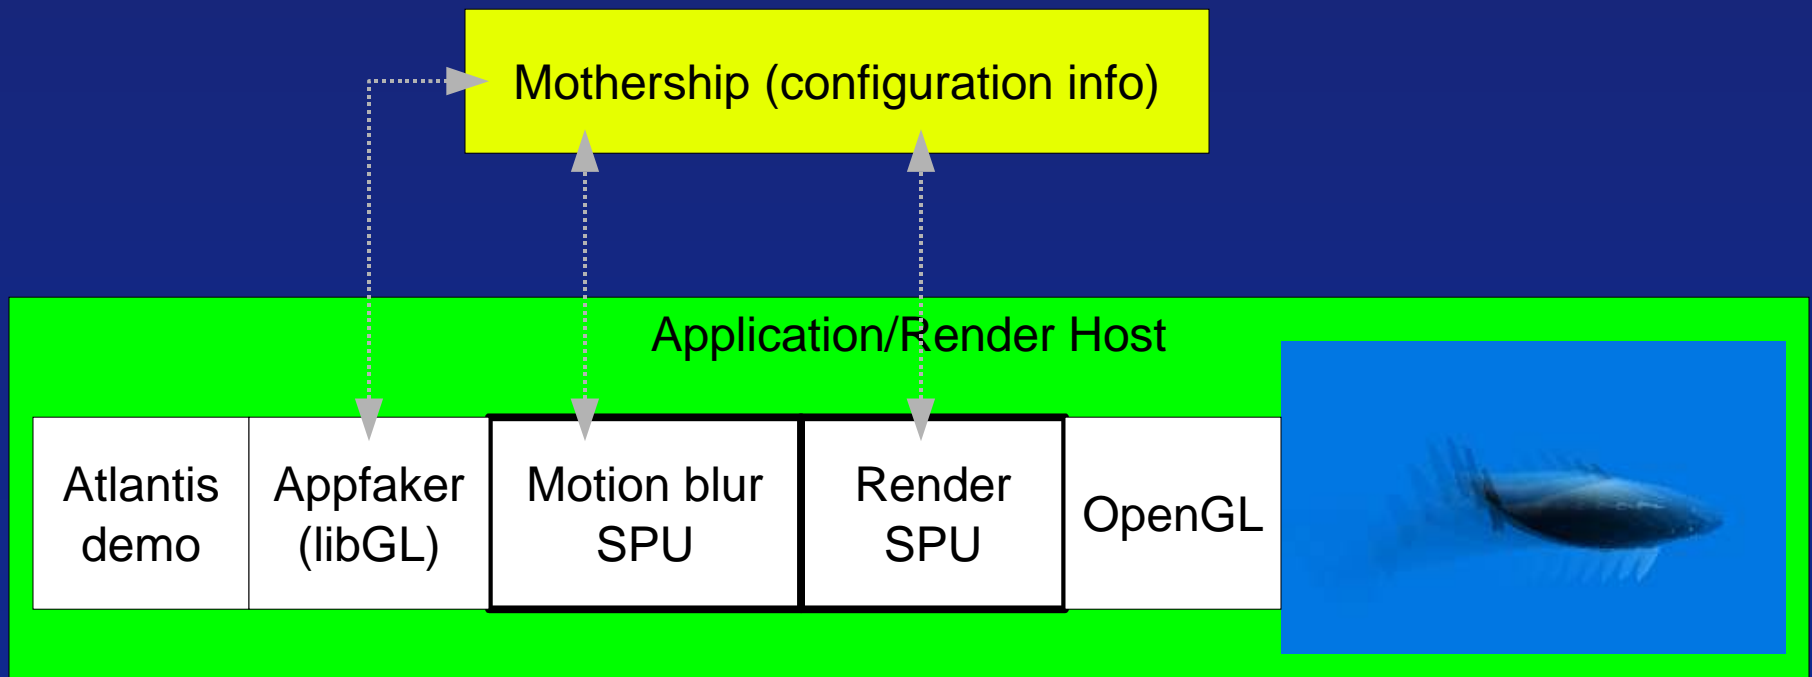 Mothership (configuration info)
Application/Render Host
Atlantis
demo
Appfaker
(libGL)
Motion blur
SPU
Render
SPU
OpenGL